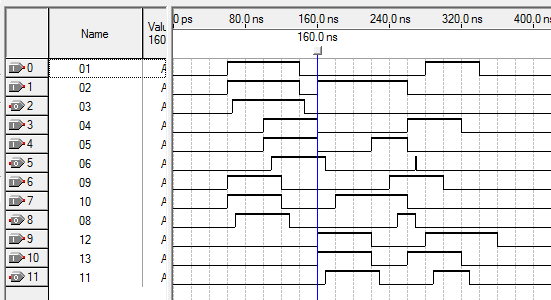 Name Valu 160 0 ps 80.0 ns 160.0 ns 240.0 ns 320.0 ns 400.0 n
160.0 ns
0 01 A
1 02 A
2 03 A
3 04 A
4 05 A
5 06 A
6 09 A
7 10 A
8 08 A
9 12 A
10 13 A
11 11 A